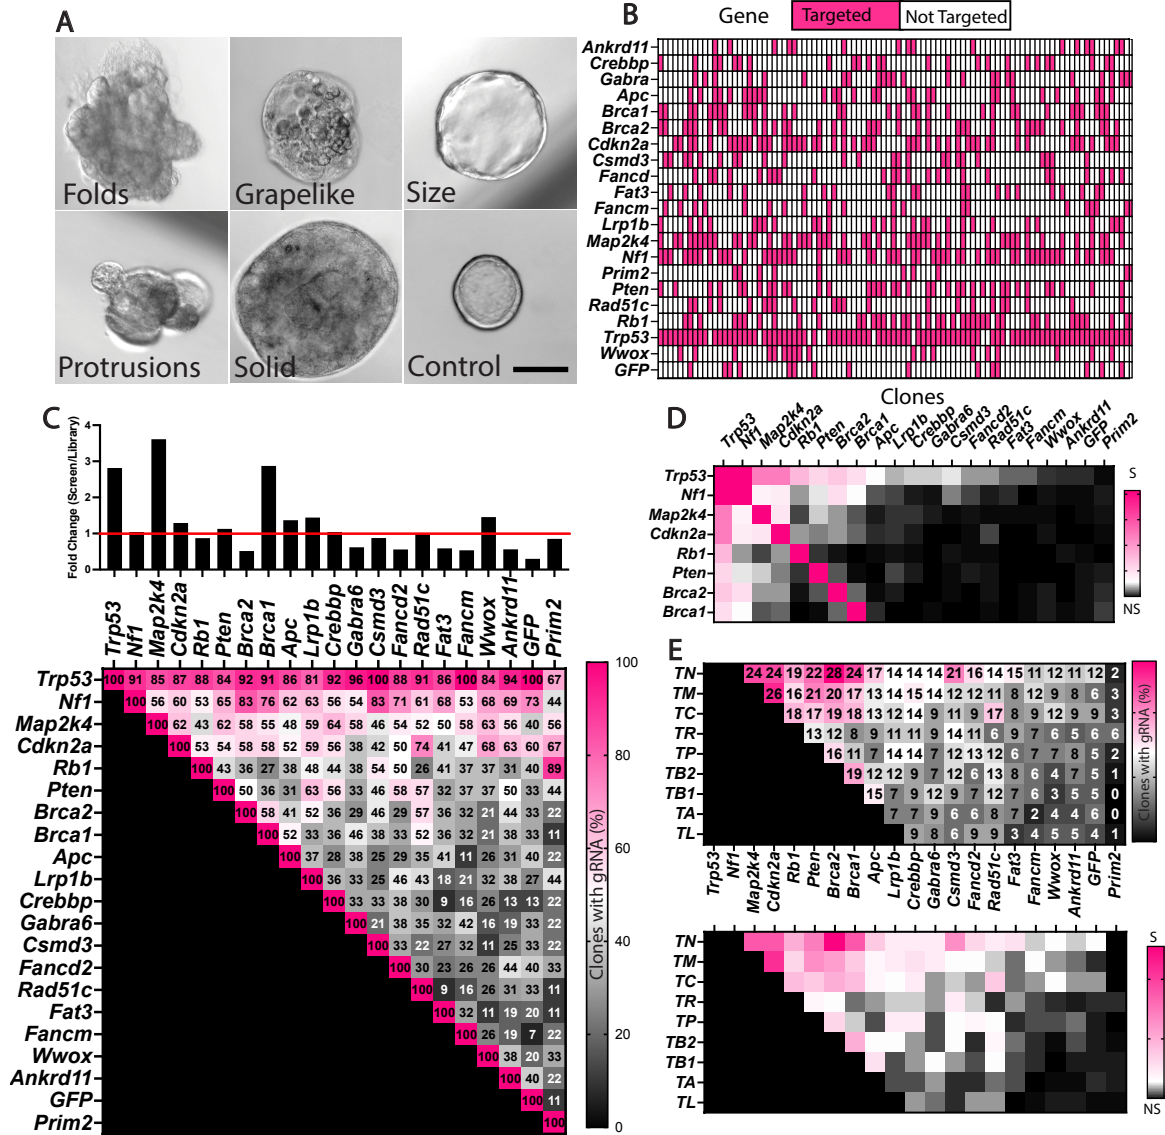 A
Folds
Grapelike
Size
Protrusions
Solid
Control
B
Gene
Targeted
Not Targeted
Ankrd11
Crebbp
Gabra
Apc
Brca1
Brca2
Cdkn2a
Csmd3
Fancd
Fat3
Fancm
Lrp1b
Map2k4
Nf1
Prim2
Pten
Rad51c
Rb1
Trp53
Wwox
GFP
Clones
C
Fold Change (Screen/Library)
4
3
2
1
0
Trp53 Nf1 Map2k4 Cdkn2a Rb1 Pten Brca2 Brca1 Apc Lrp1b Crebbp Gabra6 Csmd3 Fancd2 Rad51c Fat3 Fancm Wwox Ankrd11 GFP Prim2
Trp53 100 91 85 87 88 84 92 91 86 81 92 96 100 88 91 86 100 84 94 100 67
Nf1 100 56 60 53 69 83 76 62 59 64 54 83 71 61 68 53 68 69 73 44
Map2k4 100 62 43 62 58 55 48 59 63 56 58 46 54 52 50 58 63 56 40 56
Cdkn2a 100 53 54 58 58 52 59 56 38 42 50 74 41 47 68 63 60 67
Rb1 100 43 36 27 38 48 44 38 54 50 26 41 37 37 31 40 89
Pten 100 50 36 31 63 56 33 46 58 57 32 37 37 50 33 44
Brca2 100 58 41 52 36 29 46 29 57 36 32 21 44 33 22
Brca1 100 52 33 36 46 38 33 52 36 32 21 38 33 11
Apc 100 37 28 38 25 29 35 41 11 26 31 40 22
Lrp1b 100 36 33 25 46 43 18 21 32 38 27 44
Crebbp 100 33 33 38 30 9 16 26 13 13 22
Gabra6 100 21 38 35 32 42 16 19 33 22
Csmd3 100 33 22 27 32 11 25 33 22
Fancd2 100 30 23 26 26 44 40 33
Rad51c 100 9 16 26 31 33 11
Fat3 100 32 11 19 20 11
Fancm 100 26 19 7 22
Wwox 100 38 20 33
Ankrd11 100 40 22
GFP 100 11
Prim2 100
100
80
60
40
20
0
Clones with gRNA (%)
D
Trp53 Nf1 Map2k4 Cdkn2a Rb1 Pten Brca2 Brca1 Apc Lrp1b Crebbp Gabra6 Csmd3 Fancd2 Rad51c Fat3 Fancm Wwox Ankrd11 GFP Prim2
Trp53
Nf1
Map2k4
Cdkn2a
Rb1
Pten
Brca2
Brca1
S
NS
E
TN 24 24 19 22 28 24 17 14 14 14 21 16 14 15 11 12 11 12 2
TM 26 16 21 20 17 13 12 15 14 12 12 11 8 12 9 8 6 3
TC 18 17 19 18 13 12 14 9 11 9 17 8 9 12 9 9 3
TR 13 12 8 9 11 11 9 14 11 6 9 7 6 7 6 6
TP 16 11 7 14 14 7 12 12 13 6 7 7 8 5 2
TB2 19 12 12 9 7 12 6 13 8 6 4 7 5 1
TB1 15 7 9 12 9 7 12 7 6 3 5 5 0
TA 7 7 9 6 6 8 8 2 4 4 6 0
TL 9 8 6 9 9 3 4 5 5 4 1
Trp53 Nf1 Map2k4 Cdkn2a Rb1 Pten Brca2 Brca1 Apc Lrp1b Crebbp Gabra6 Csmd3 Fancd2 Rad51c Fat3 Fancm Wwox Ankrd11 GFP Prim2
Clones with gRNA (%)
TN
TM
TC
TR
TP
TB2
TB1
TA
TL
S
NS